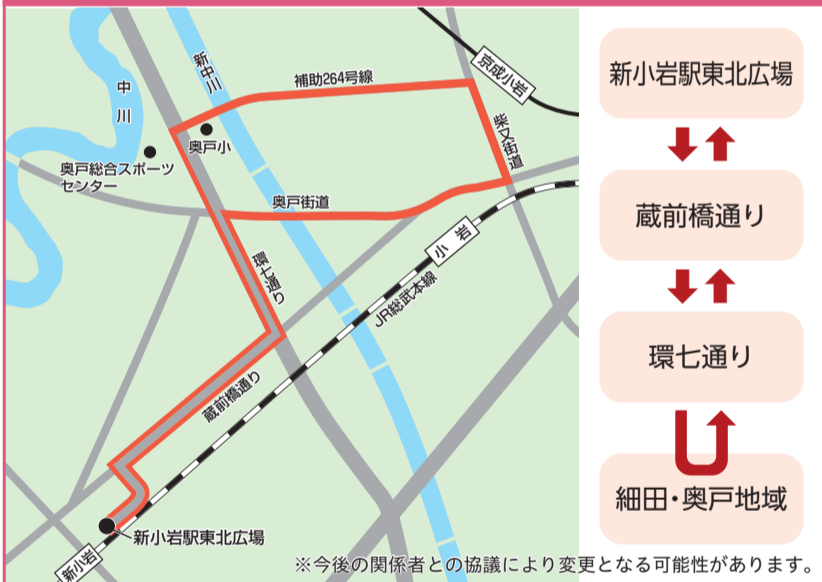 新中川
中川
補助264号線
京成小岩
奥戸小
柴又街道
奥戸総合スポーツ
センター
奥戸街道
環七通り
小岩
JR総武本線
蔵前橋通り
新小岩駅東北広場
新小岩
新小岩駅東北広場
蔵前橋通り
環七通り
細田・奥戸地域
※今後の関係者との協議により変更となる可能性があります。